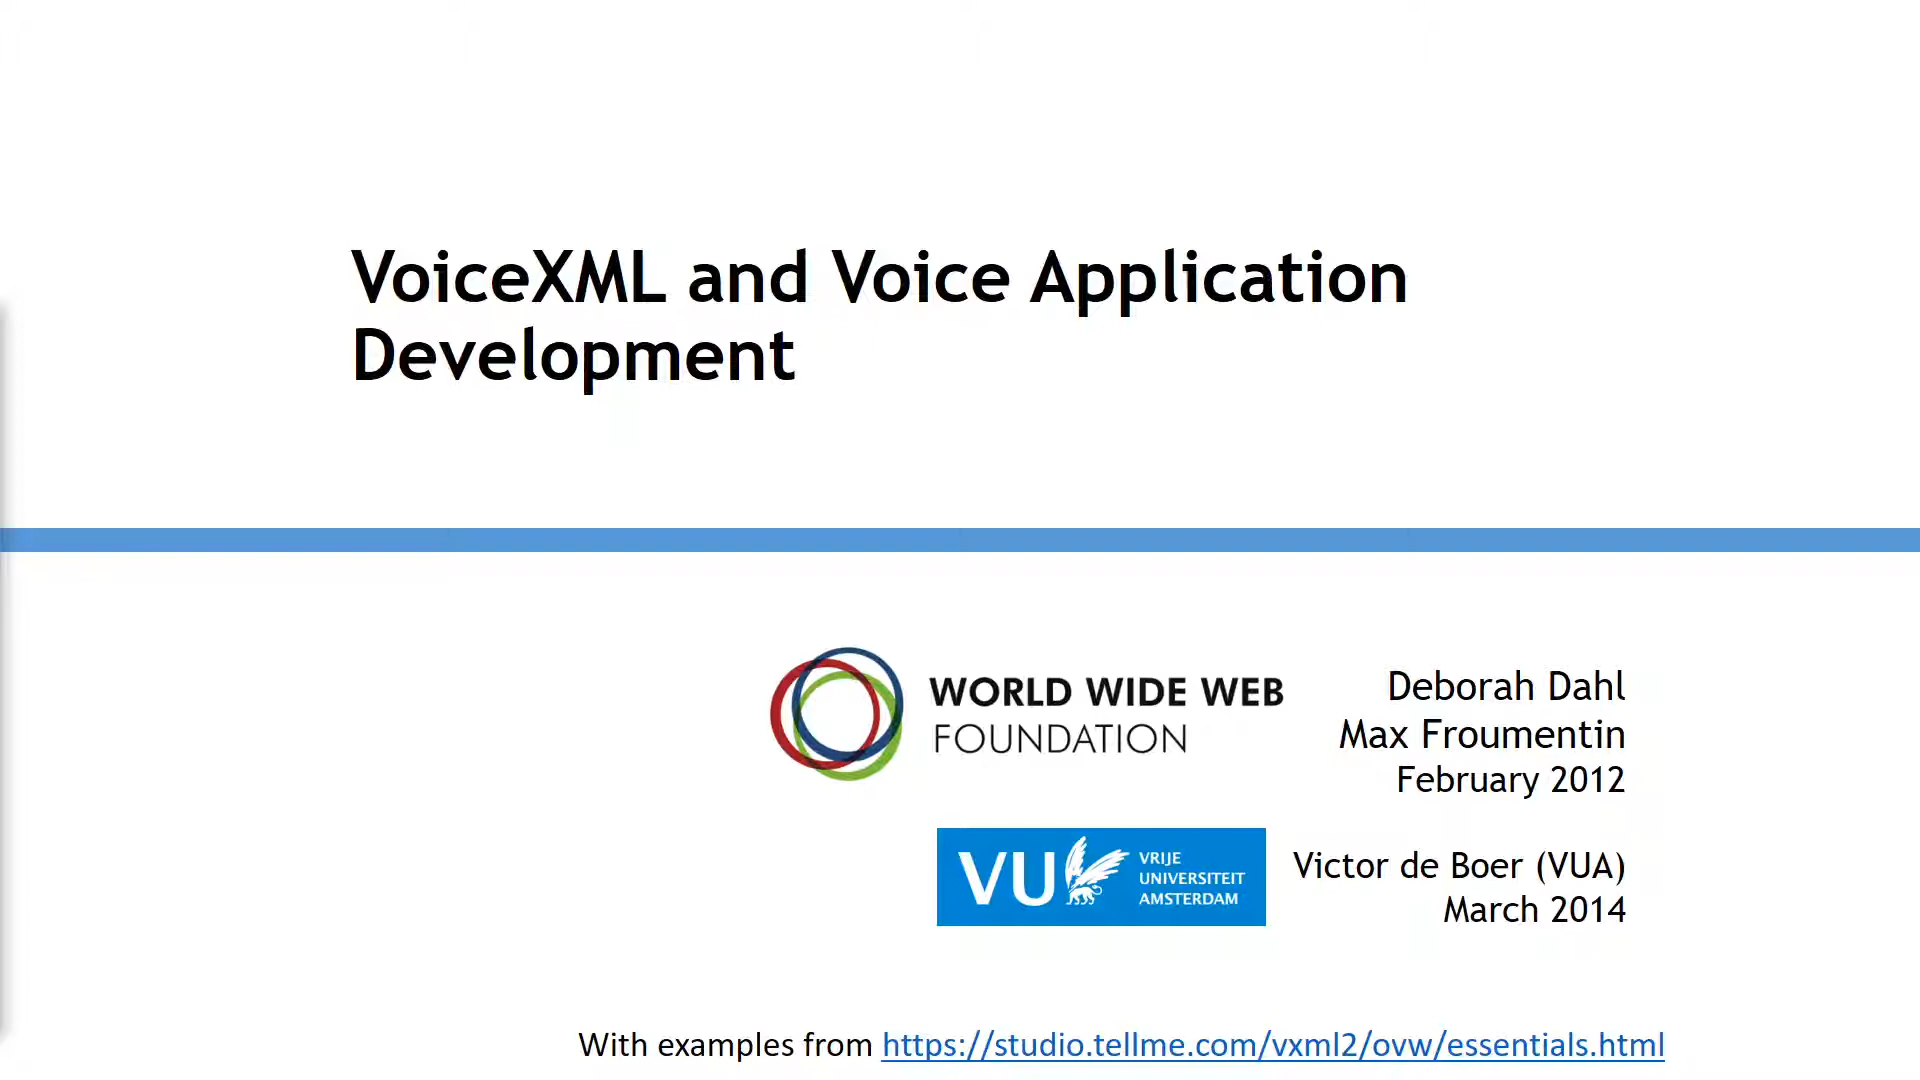 VoiceXML and Voice Application
Development
WORLD WIDE WEB
FOUNDATION
Deborah Dahl
Max Froumentin
February 2012
VU
VRIJE
UNIVERSITEIT
AMSTERDAM
Victor de Boer (VUA)
March 2014
With examples from https://studio.tellme.com/vxml2/ovw/essentials.html